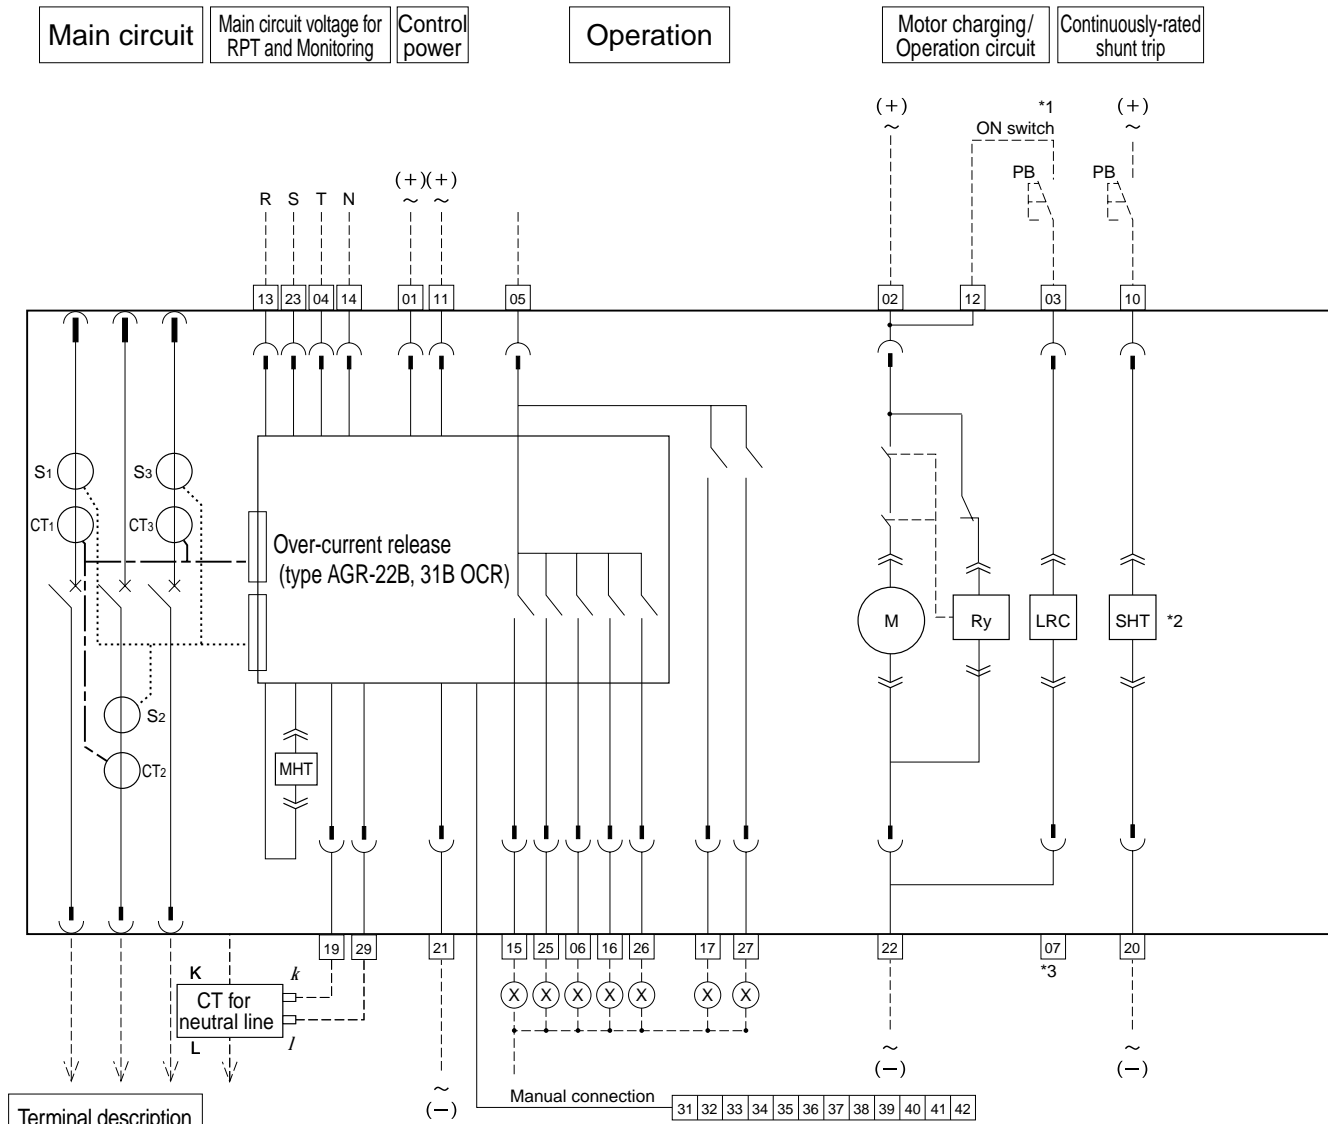 Main circuit
Main circuit voltage for
RPT and Monitoring
Control
power
Operation
Motor charging/
Operation circuit
Continuously-rated
shunt trip
(+)
~
*1
ON switch
(+)
~
PB
PB
(+)(+)
~ ~
R S T N
13 23 04 14 01 11 05 02 12 03 10
S1
S3
CT1
CT3
Over-current release
(type AGR-22B, 31B OCR)
M
Ry
LRC
SHT
*2
S2
CT2
MHT
19 29 21 15 25 06 16 26 17 27 22 07 20
*3
K
k
CT for
neutral line
L
l
X X X X X X X
~
(−)
~
(−)
~
(−)
Manual connection
31 32 33 34 35 36 37 38 39 40 41 42
Terminal description